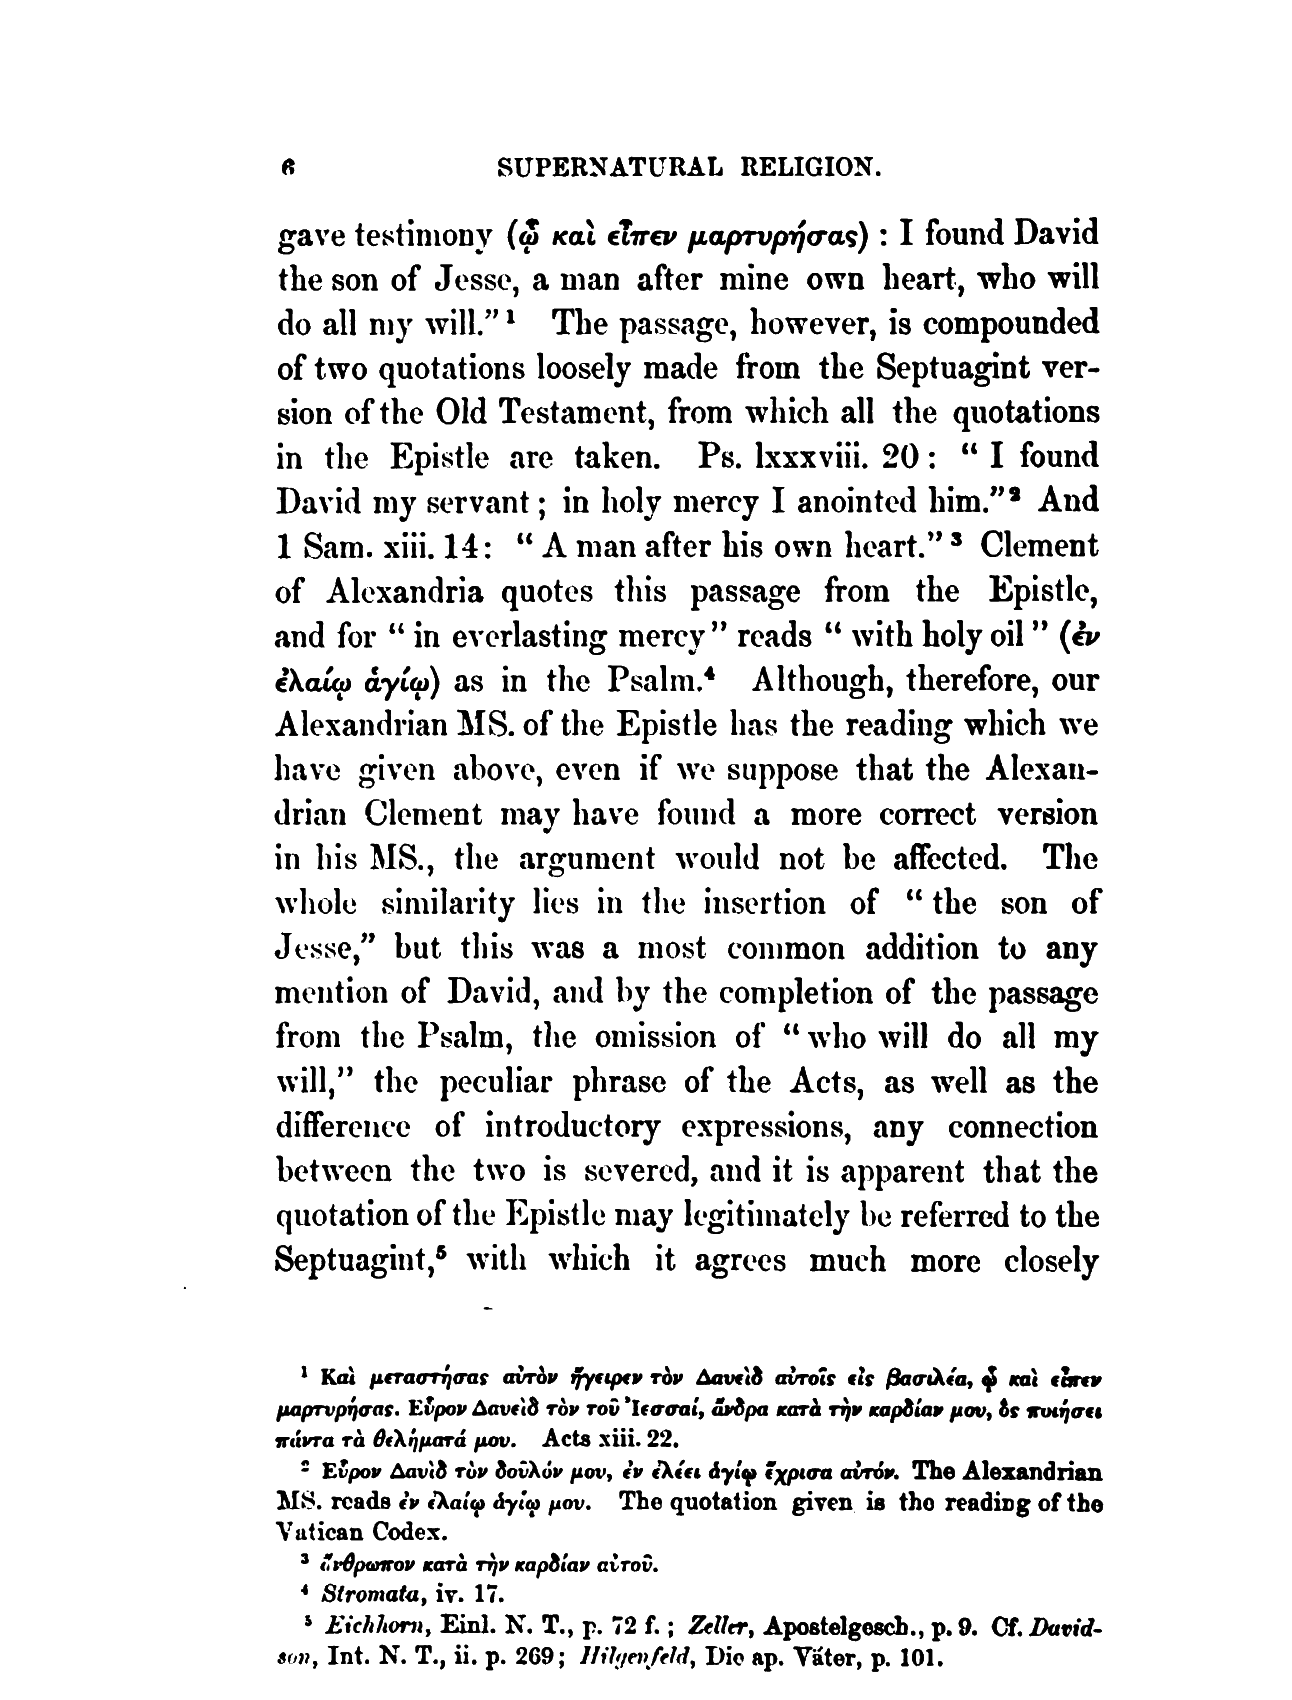 6 SUPERNATURAL RELIGION.
gave testimony (ᾧ καὶ εἶπεν μαρτυρήσας) : I found David
the son of Jesse, a man after mine own heart, who will
do all my will.” ¹ The passage, however, is compounded
of two quotations loosely made from the Septuagint ver-
sion of the Old Testament, from which all the quotations
in the Epistle are taken. Ps. lxxxviii. 20 : “ I found
David my servant ; in holy mercy I anointed him.” ² And
1 Sam. xiii. 14 : “ A man after his own heart.” ³ Clement
of Alexandria quotes this passage from the Epistle,
and for “ in everlasting mercy ” reads “ with holy oil ” (ἐν
ἐλαίῳ ἁγίῳ) as in the Psalm.⁴ Although, therefore, our
Alexandrian MS. of the Epistle has the reading which we
have given above, even if we suppose that the Alexan-
drian Clement may have found a more correct version
in his MS., the argument would not be affected. The
whole similarity lies in the insertion of “ the son of
Jesse,” but this was a most common addition to any
mention of David, and by the completion of the passage
from the Psalm, the omission of “ who will do all my
will,” the peculiar phrase of the Acts, as well as the
difference of introductory expressions, any connection
between the two is severed, and it is apparent that the
quotation of the Epistle may legitimately be referred to the
Septuagint,⁵ with which it agrees much more closely
¹ Καὶ μεταστήσας αὐτὸν ἤγειρεν τὸν Δαυεὶδ αὐτοῖς εἰς βασιλέα, ᾧ καὶ εἶπεν
μαρτυρήσας. Εὗρον Δαυεὶδ τὸν τοῦ Ἰεσσαί, ἄνδρα κατὰ τὴν καρδίαν μου, ὃς ποιήσει
πάντα τὰ θελήματά μου. Acts xiii. 22.
² Εὗρον Δαυὶδ τὸν δοῦλόν μου, ἐν ἐλέει ἁγίῳ ἔχρισα αὐτόν. The Alexandrian
MS. reads ἐν ἐλαίῳ ἁγίῳ μου. The quotation given is the reading of the
Vatican Codex.
³ ἄνθρωπον κατὰ τὴν καρδίαν αὐτοῦ.
⁴ Stromata, iv. 17.
⁵ Eichhorn, Einl. N. T., p. 72 f. ; Zeller, Apostelgesch., p. 9. Cf. David-
son, Int. N. T., ii. p. 269 ; Hilgenfeld, Die ap. Väter, p. 101.